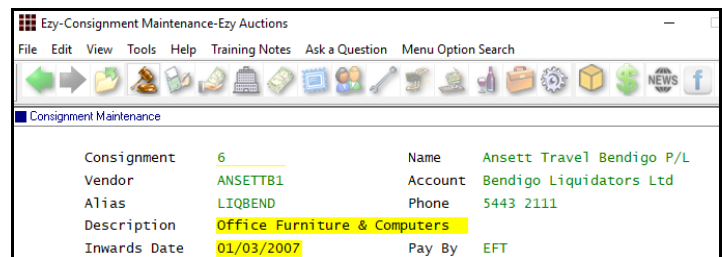 Ezy-Consignment Maintenance-Ezy Auctions
File Edit View Tools Help Training Notes Ask a Question Menu Option Search
NEWS f
Consignment Maintenance
Consignment 6 Name Ansett Travel Bendigo P/L
Vendor ANSETTB1 Account Bendigo Liquidators Ltd
Alias LIQBEND Phone 5443 2111
Description Office Furniture & Computers
Inwards Date 01/03/2007 Pay By EFT